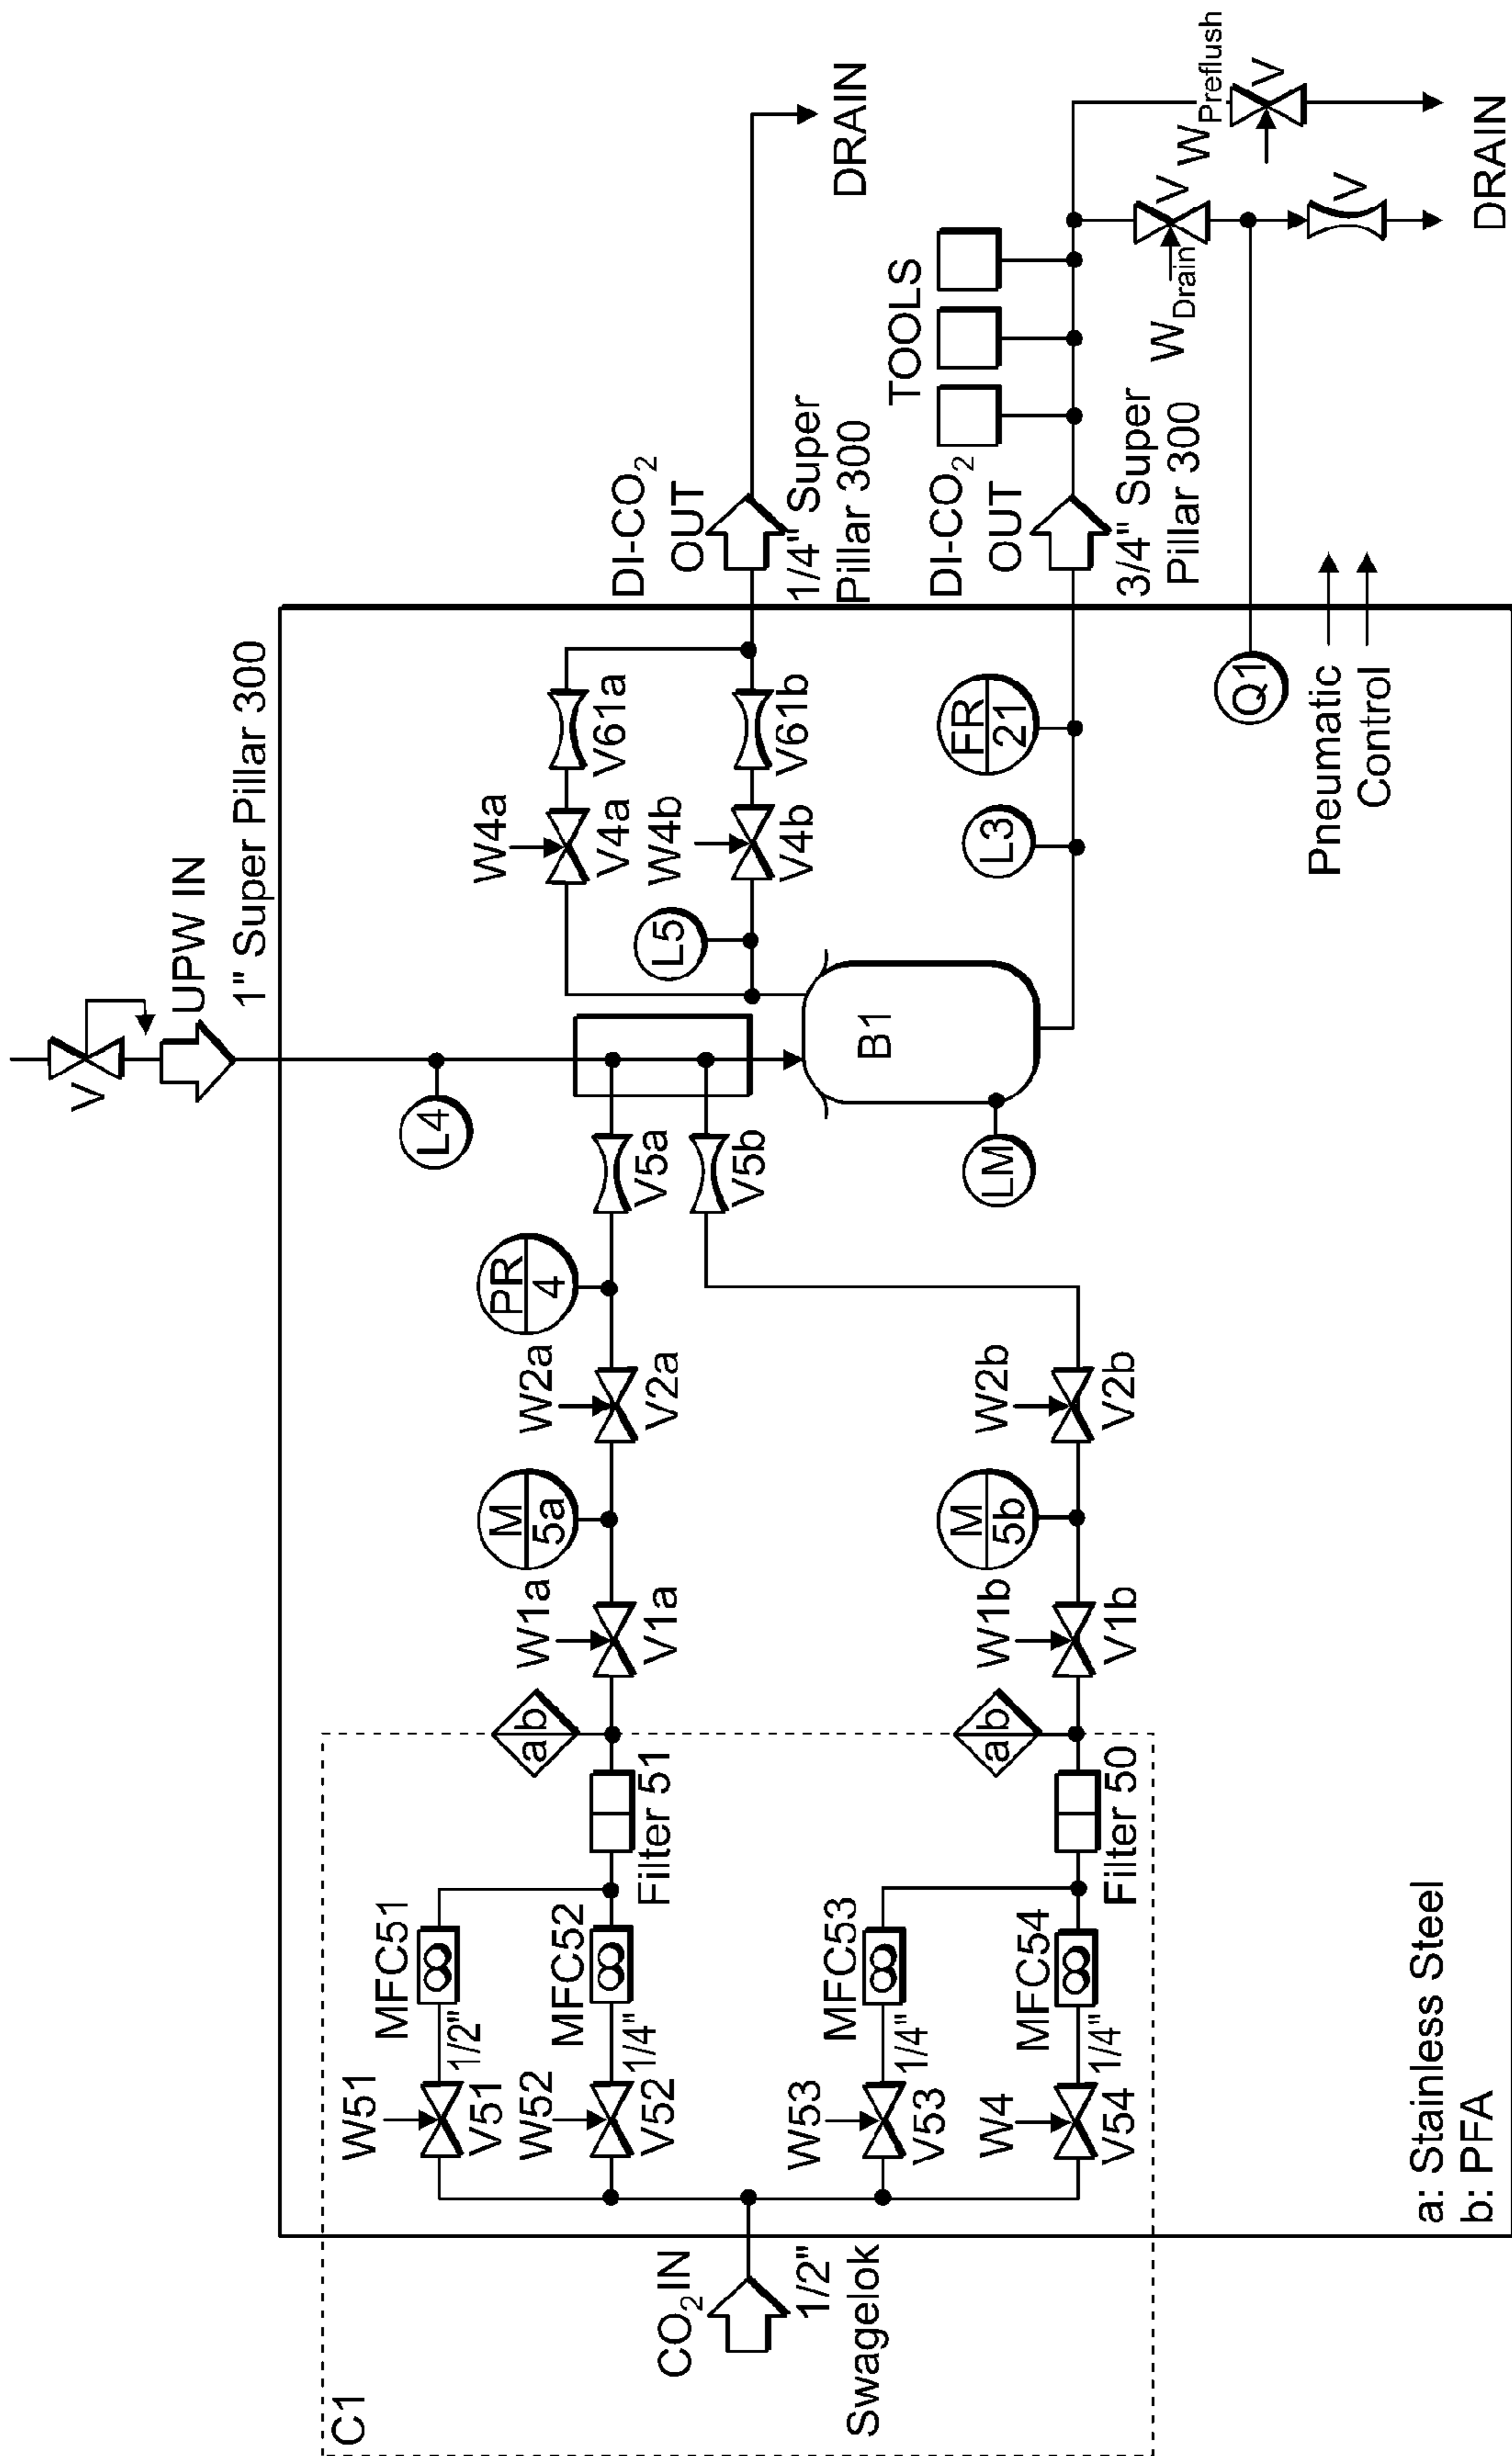 C1
CO₂ IN
1/2"
Swagelok
W51
V51
1/2"
MFC51
W52
V52
1/4"
MFC52
Filter 51
W53
V53
1/4"
MFC53
W4
V54
1/4"
MFC54
Filter 50
a b
a b
W1a
V1a
M
5a
W2a
V2a
PR
4
V5a
W1b
V1b
M
5b
W2b
V2b
V5b
V
UPW IN
1" Super Pillar 300
L4
LM
B1
L5
W4a
V4a
V61a
W4b
V4b
V61b
L3
FR
21
Q1
Pneumatic
Control
DI-CO₂
OUT
1/4" Super
Pillar 300
DRAIN
DI-CO₂
OUT
3/4" Super
Pillar 300
TOOLS
W Drain
V
V
W Preflush
V
DRAIN
a: Stainless Steel
b: PFA